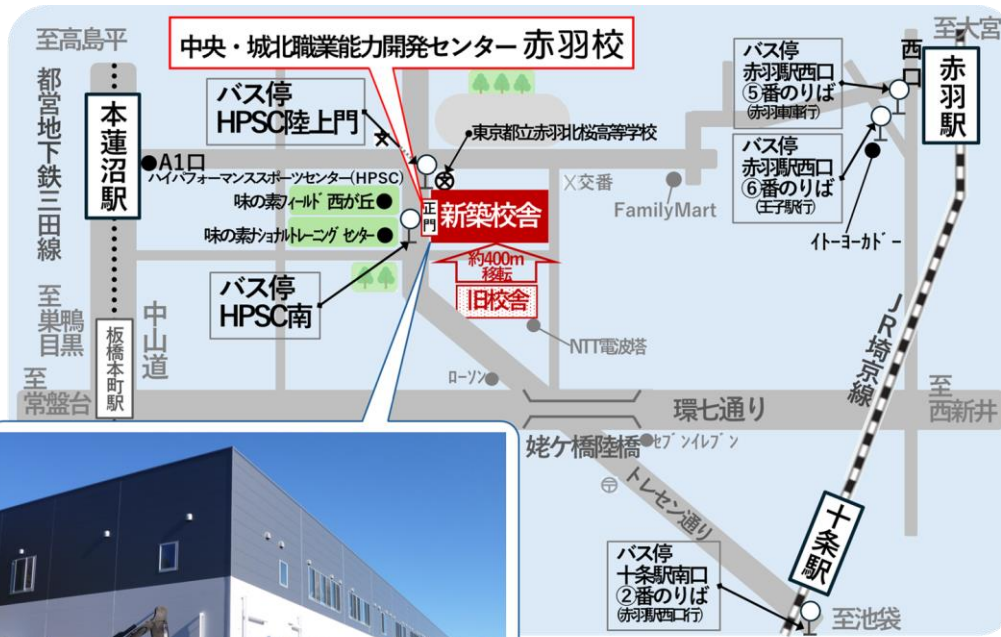 至高島平
中央・城北職業能力開発センター 赤羽校
至大宮
西口
赤羽駅
都営地下鉄三田線
本蓮沼駅
A1口
バス停
HPSC陸上門
東京都立赤羽北桜高等学校
バス停
赤羽駅西口
⑤番のりば
(赤羽車庫行)
バス停
赤羽駅西口
⑥番のりば
(王子駅行)
ハイパフォーマンススポーツセンター(HPSC)
味の素フィールド 西が丘
味の素ナショナルトレーニング センター
正門
新築校舎
X交番
FamilyMart
イトーヨーカドー
約400m
移転
旧校舎
バス停
HPSC南
NTT電波塔
ローソン
至巣鴨
目黒
中山道
板橋本町駅
至
常盤台
JR埼京線
環七通り
至
西新井
姥ケ橋陸橋
セブンイレブン
〒
トレセン通り
十条駅
バス停
十条駅南口
②番のりば
(赤羽駅西口行)
至池袋